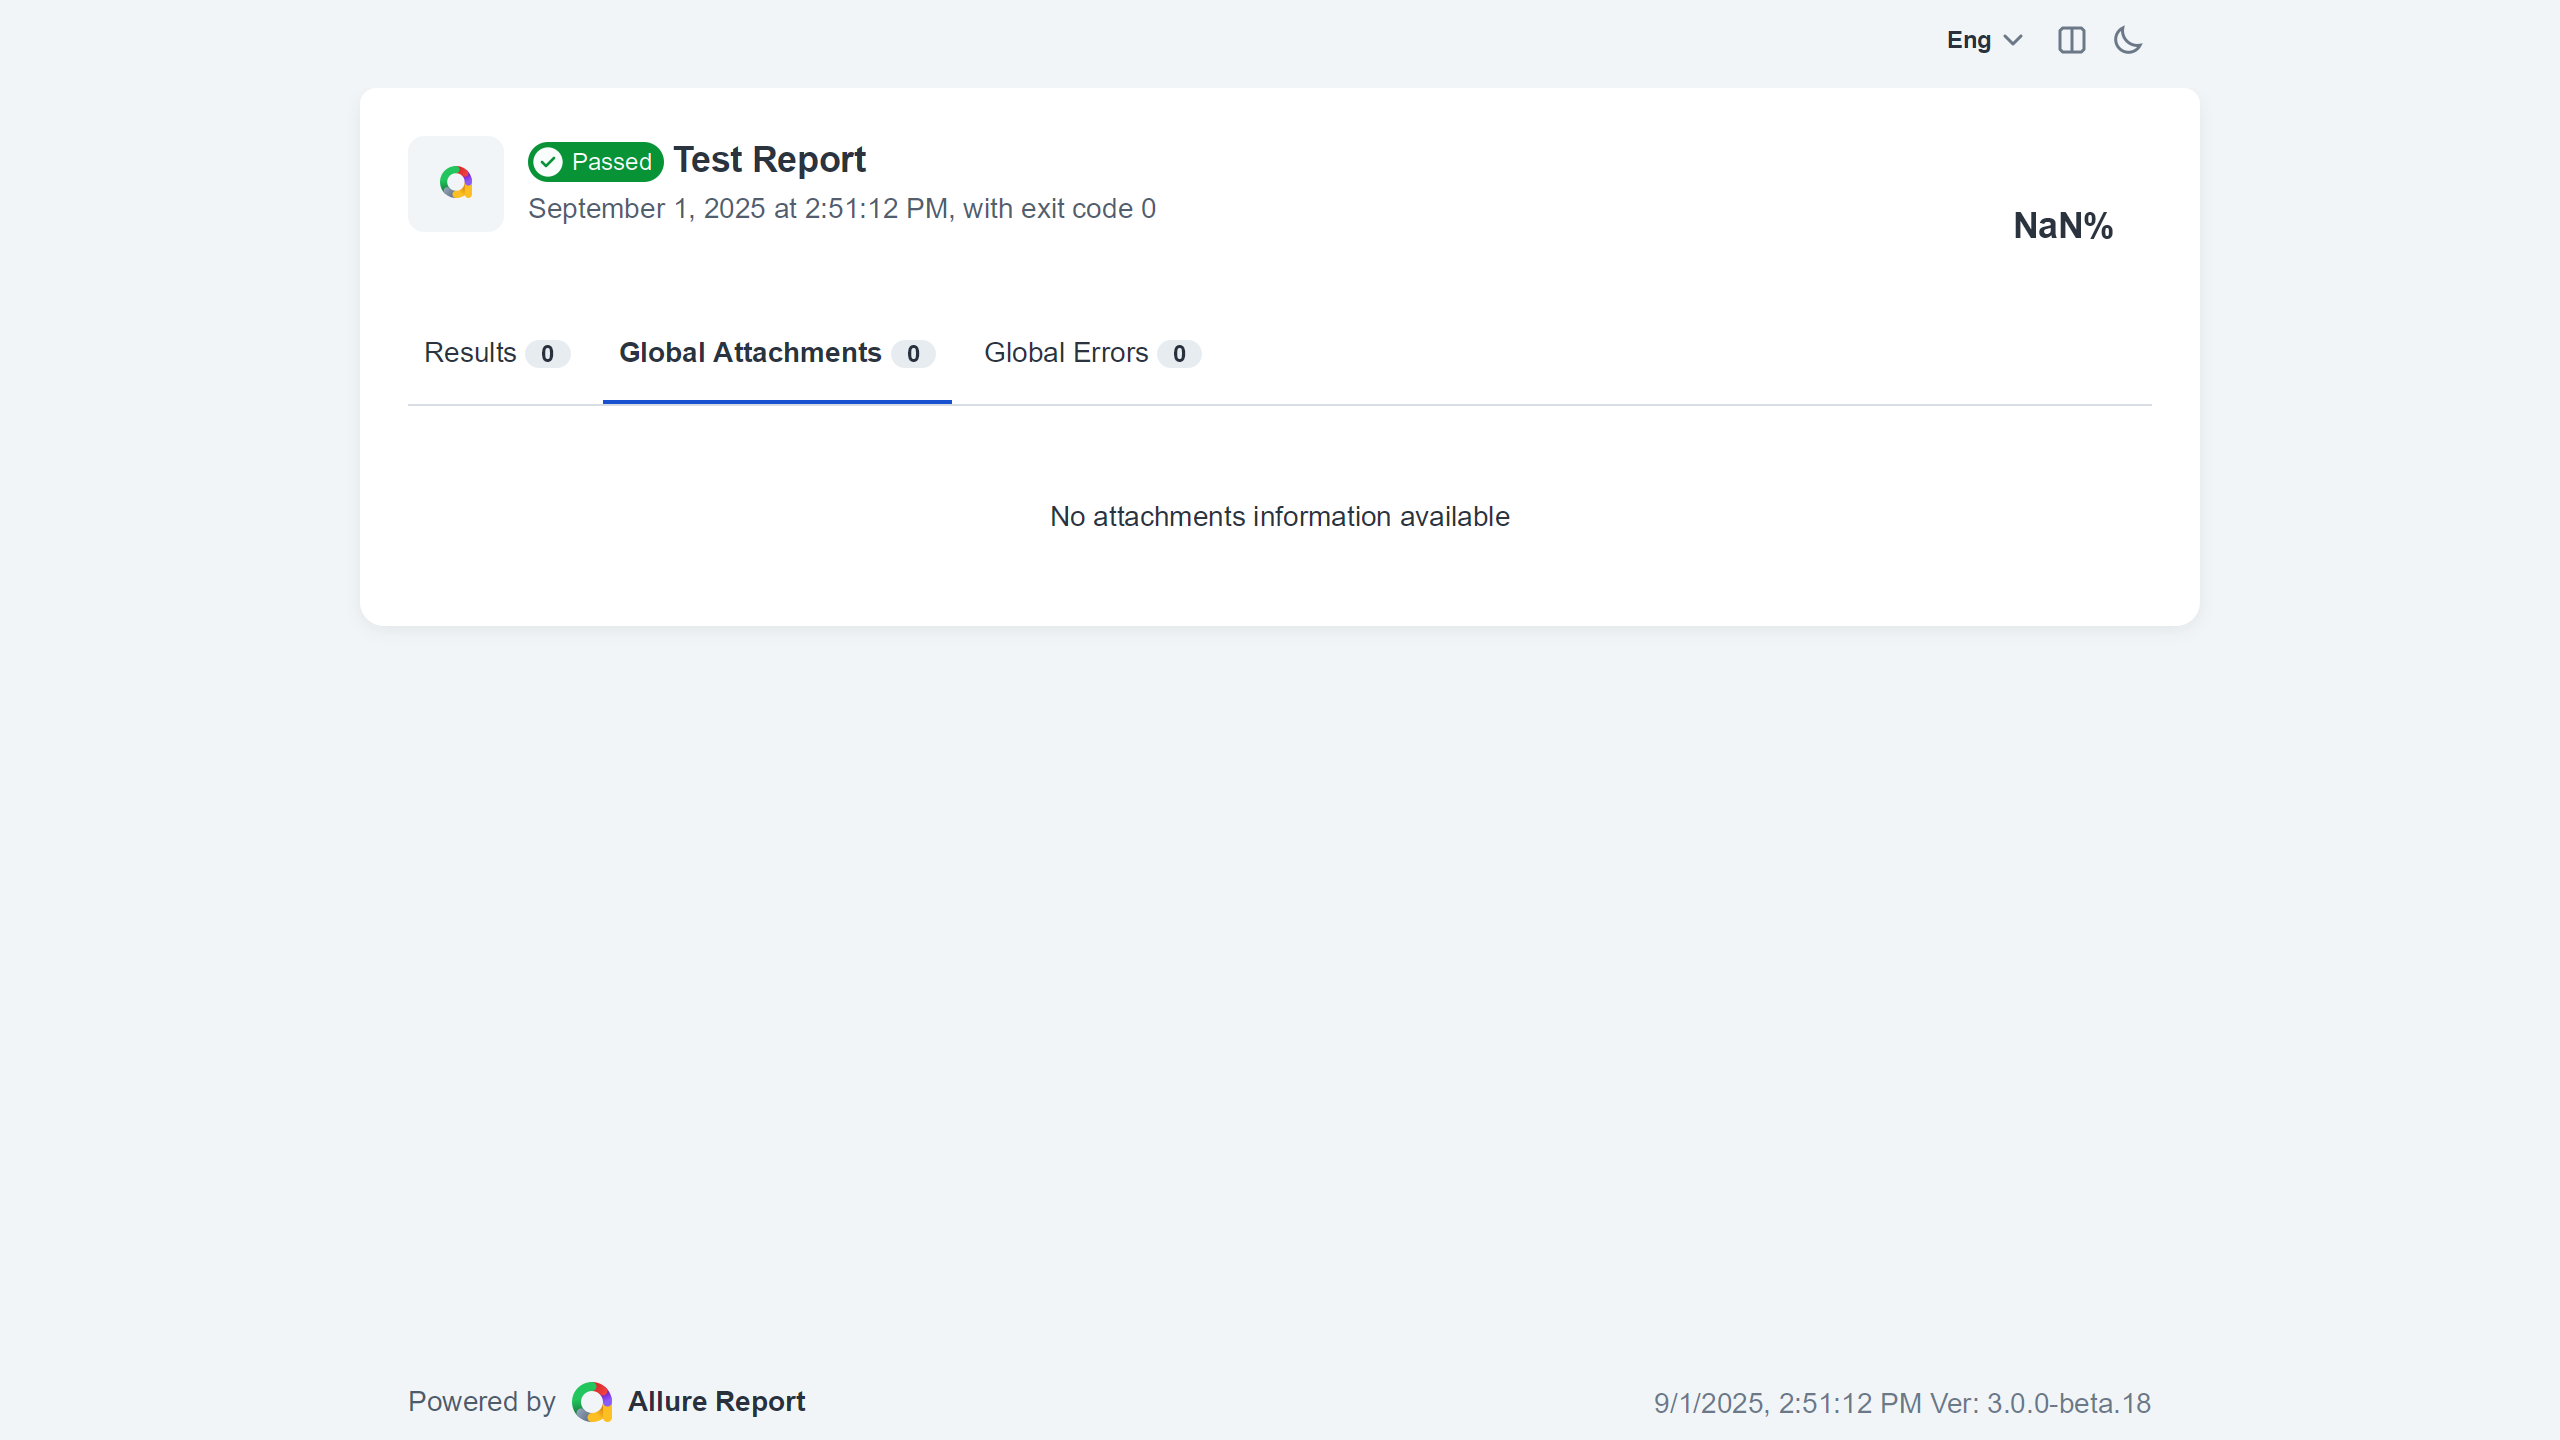 Eng
Passed Test Report
September 1, 2025 at 2:51:12 PM, with exit code 0
NaN%
Results 0 Global Attachments 0 Global Errors 0
No attachments information available
Powered by Allure Report
9/1/2025, 2:51:12 PM Ver: 3.0.0-beta.18